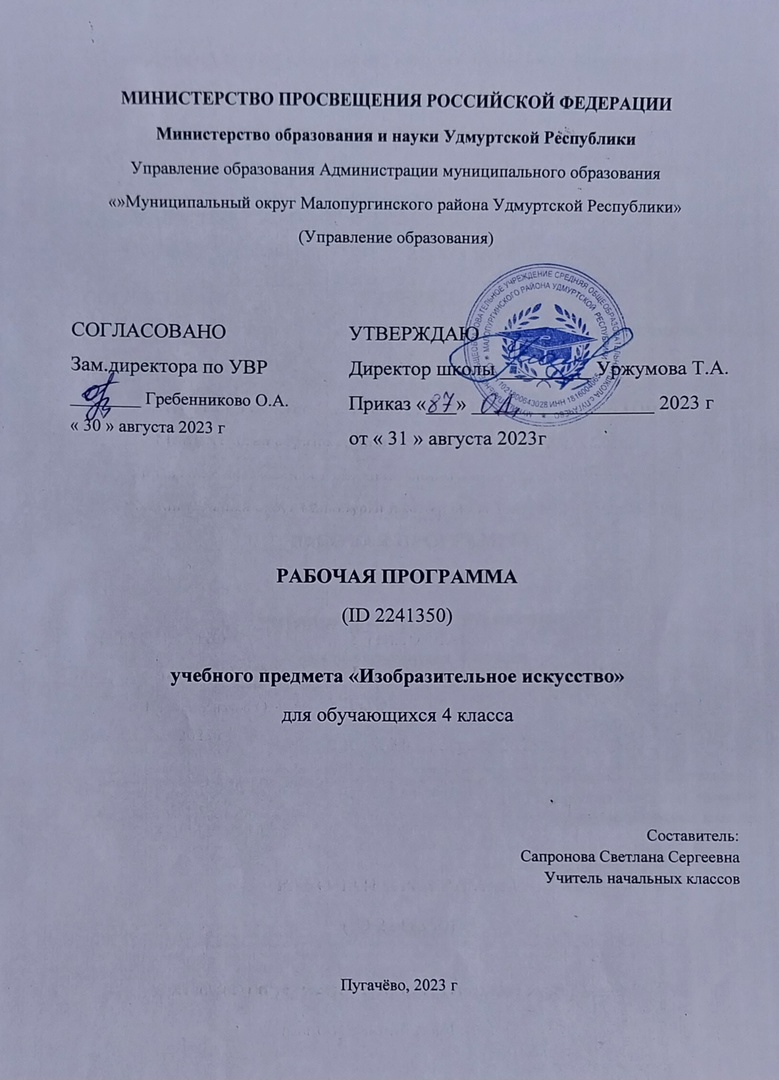 МИНИСТЕРСТВО ПРОСВЕЩЕНИЯ РОССИЙСКОЙ ФЕДЕРАЦИИ
Министерство образования и науки Удмуртской Республики
Управление образования Администрации муниципального образования
«»Муниципальный округ Малопургинского района Удмуртской Республики»
(Управление образования)
СОГЛАСОВАНО
Зам.директора по УВР
Гребенниково О.А.
« 30 » августа 2023 г
УТВЕРЖДАЮ
Директор школы Уржумова Т.А.
Приказ «87» ОД 2023 г
от « 31 » августа 2023г
РАБОЧАЯ ПРОГРАММА
(ID 2241350)
учебного предмета «Изобразительное искусство»
для обучающихся 4 класса
Составитель:
Сапронова Светлана Сергеевна
Учитель начальных классов
Пугачёво, 2023 г